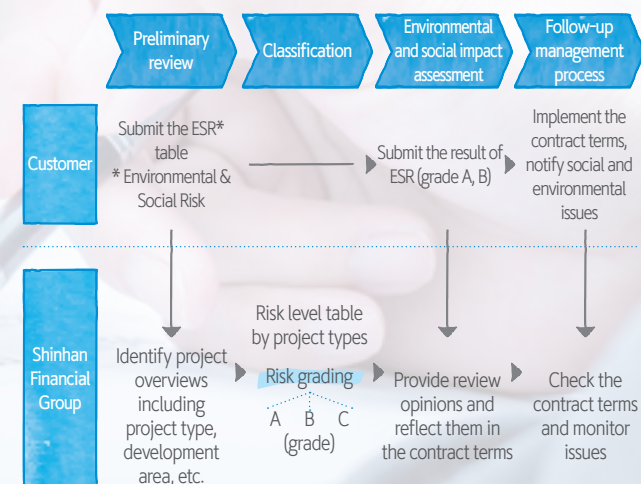 Preliminary
review
Classification
Environmental
and social impact
assessment
Follow-up
management
process
Customer
Submit the ESR*
table
* Environmental &
Social Risk
Submit the result of
ESR (grade A, B)
Implement the
contract terms,
notify social and
environmental
issues
Shinhan
Financial
Group
Identify project
overviews
including
project type,
development
area, etc.
Risk level table
by project types
Risk grading
A B C
(grade)
Provide review
opinions and
reflect them in
the contract terms
Check the
contract terms
and monitor
issues